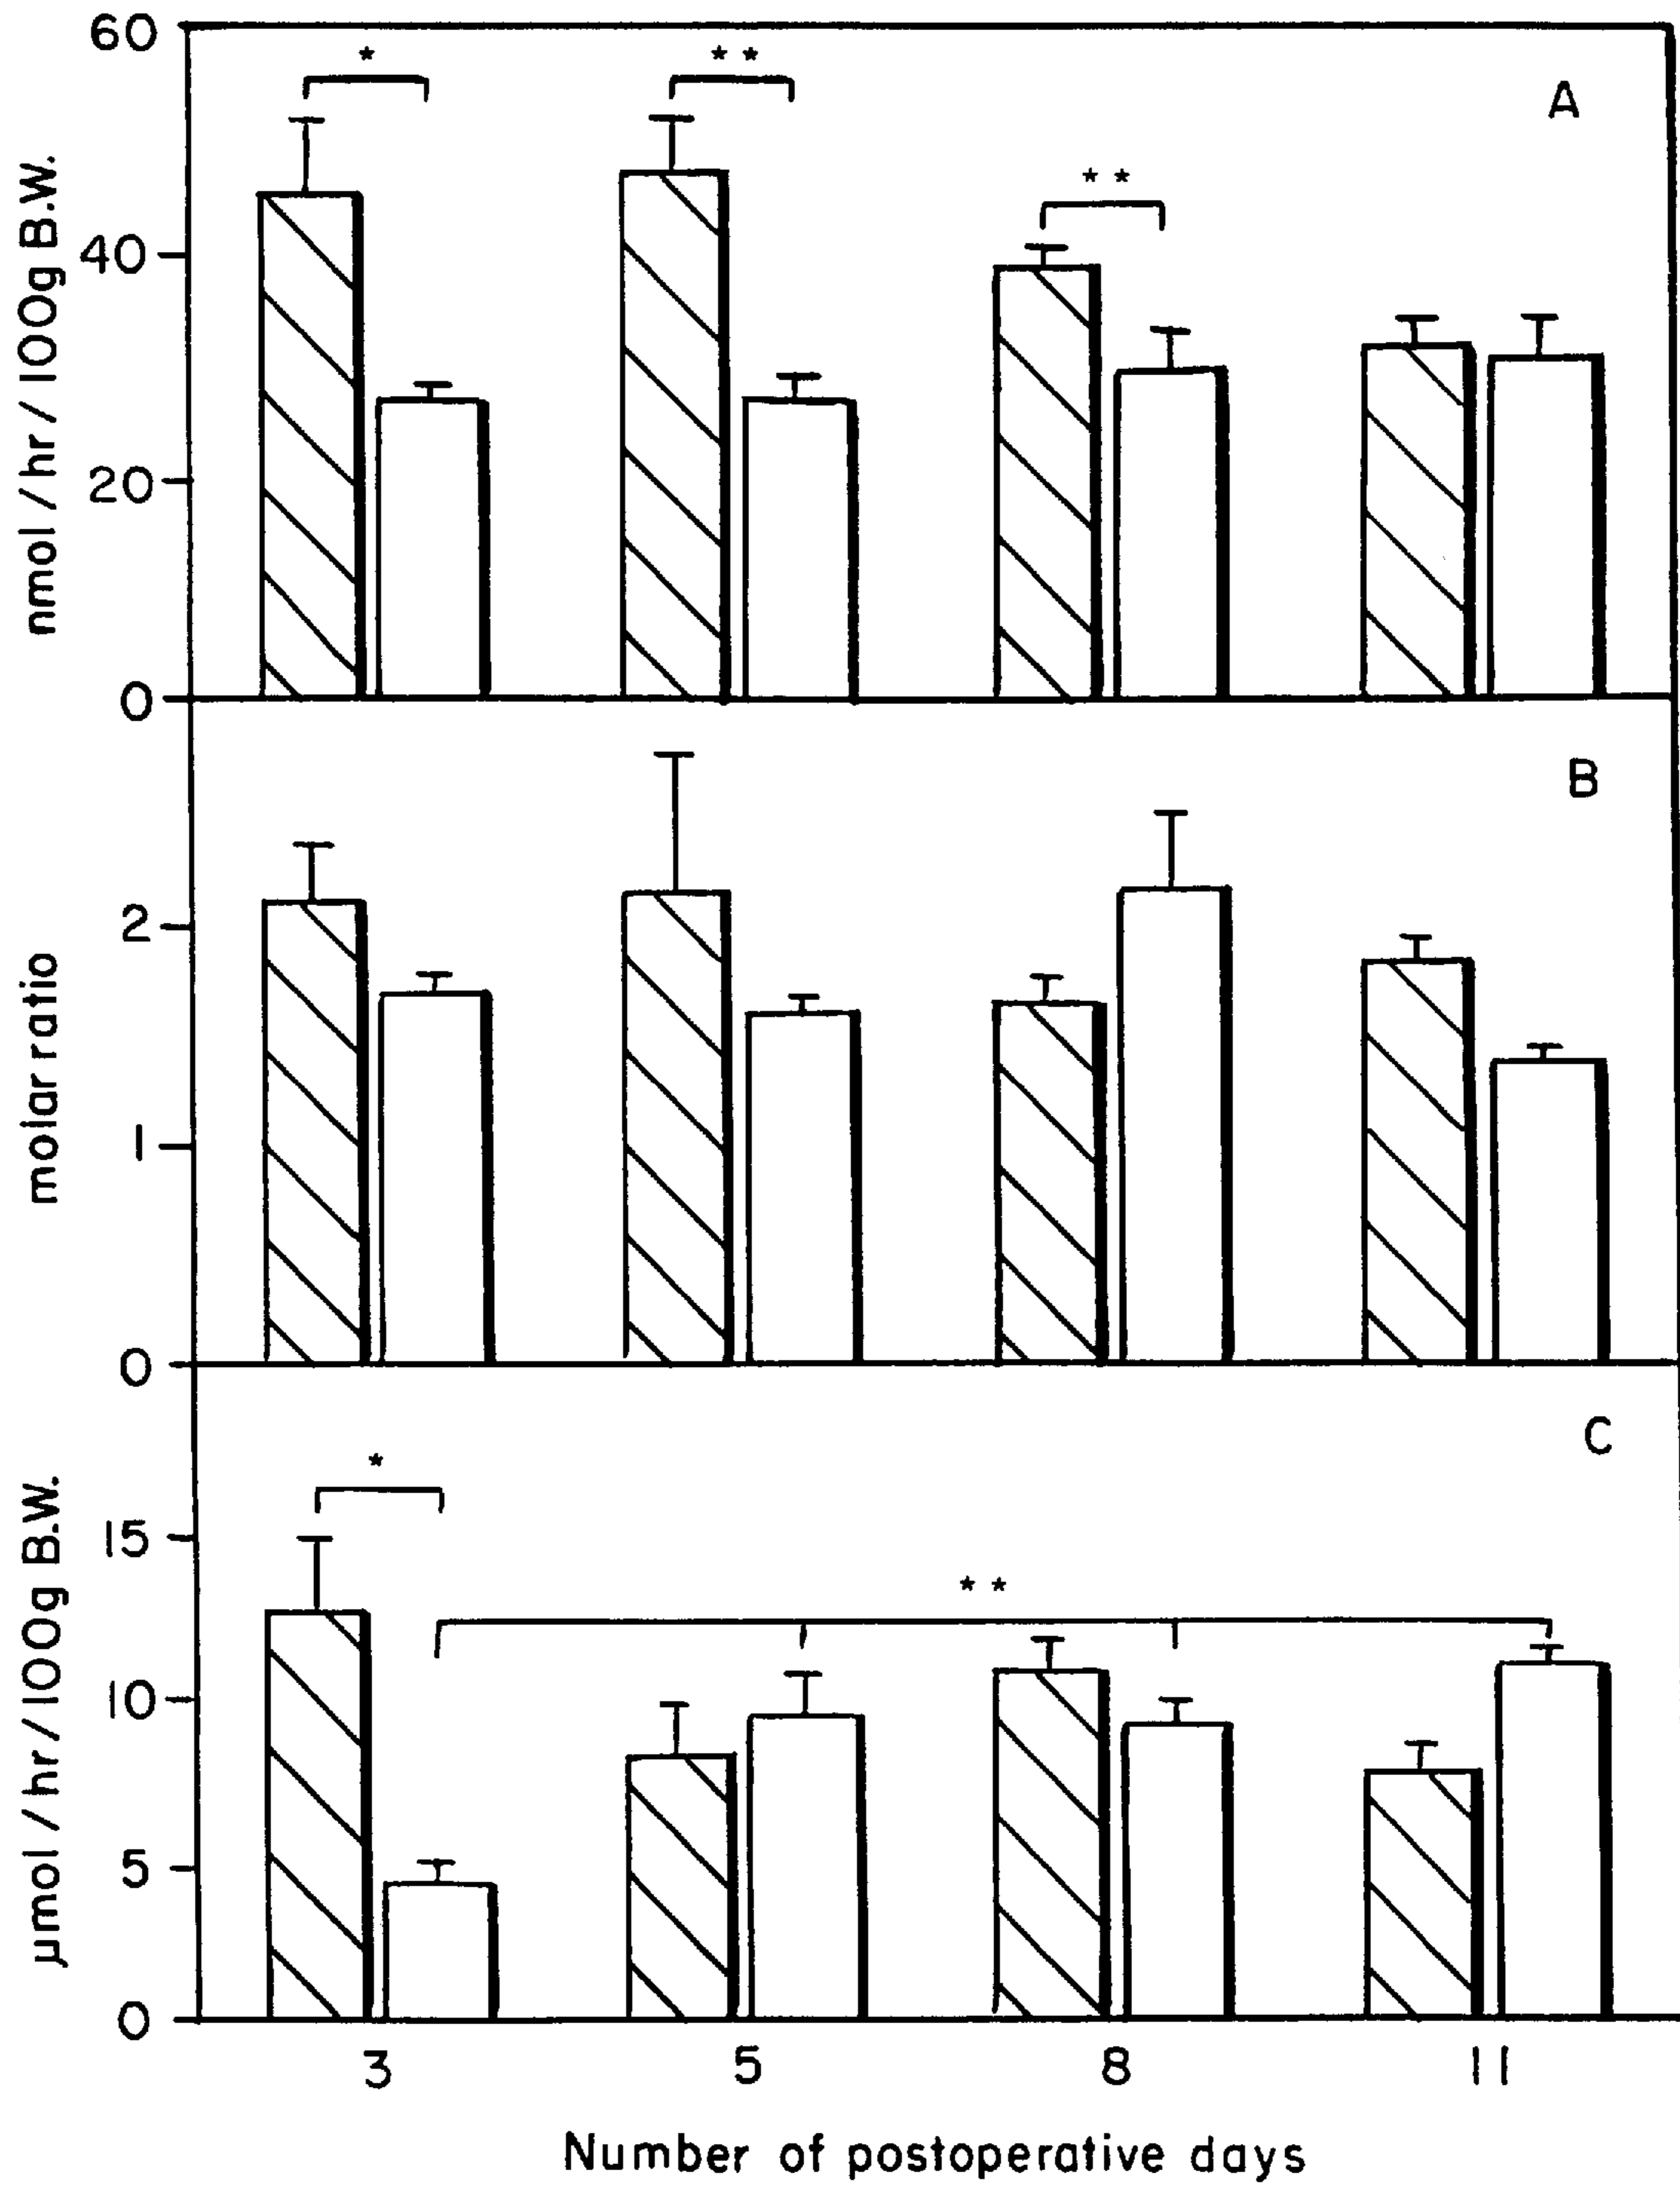 60
*
* *
A
* *
40
20
0
nmol/hr/100g B.W.
B
2
1
0
molar ratio
C
*
15
* *
10
5
0
µmol/hr/100g B.W.
3 5 8 11
Number of postoperative days